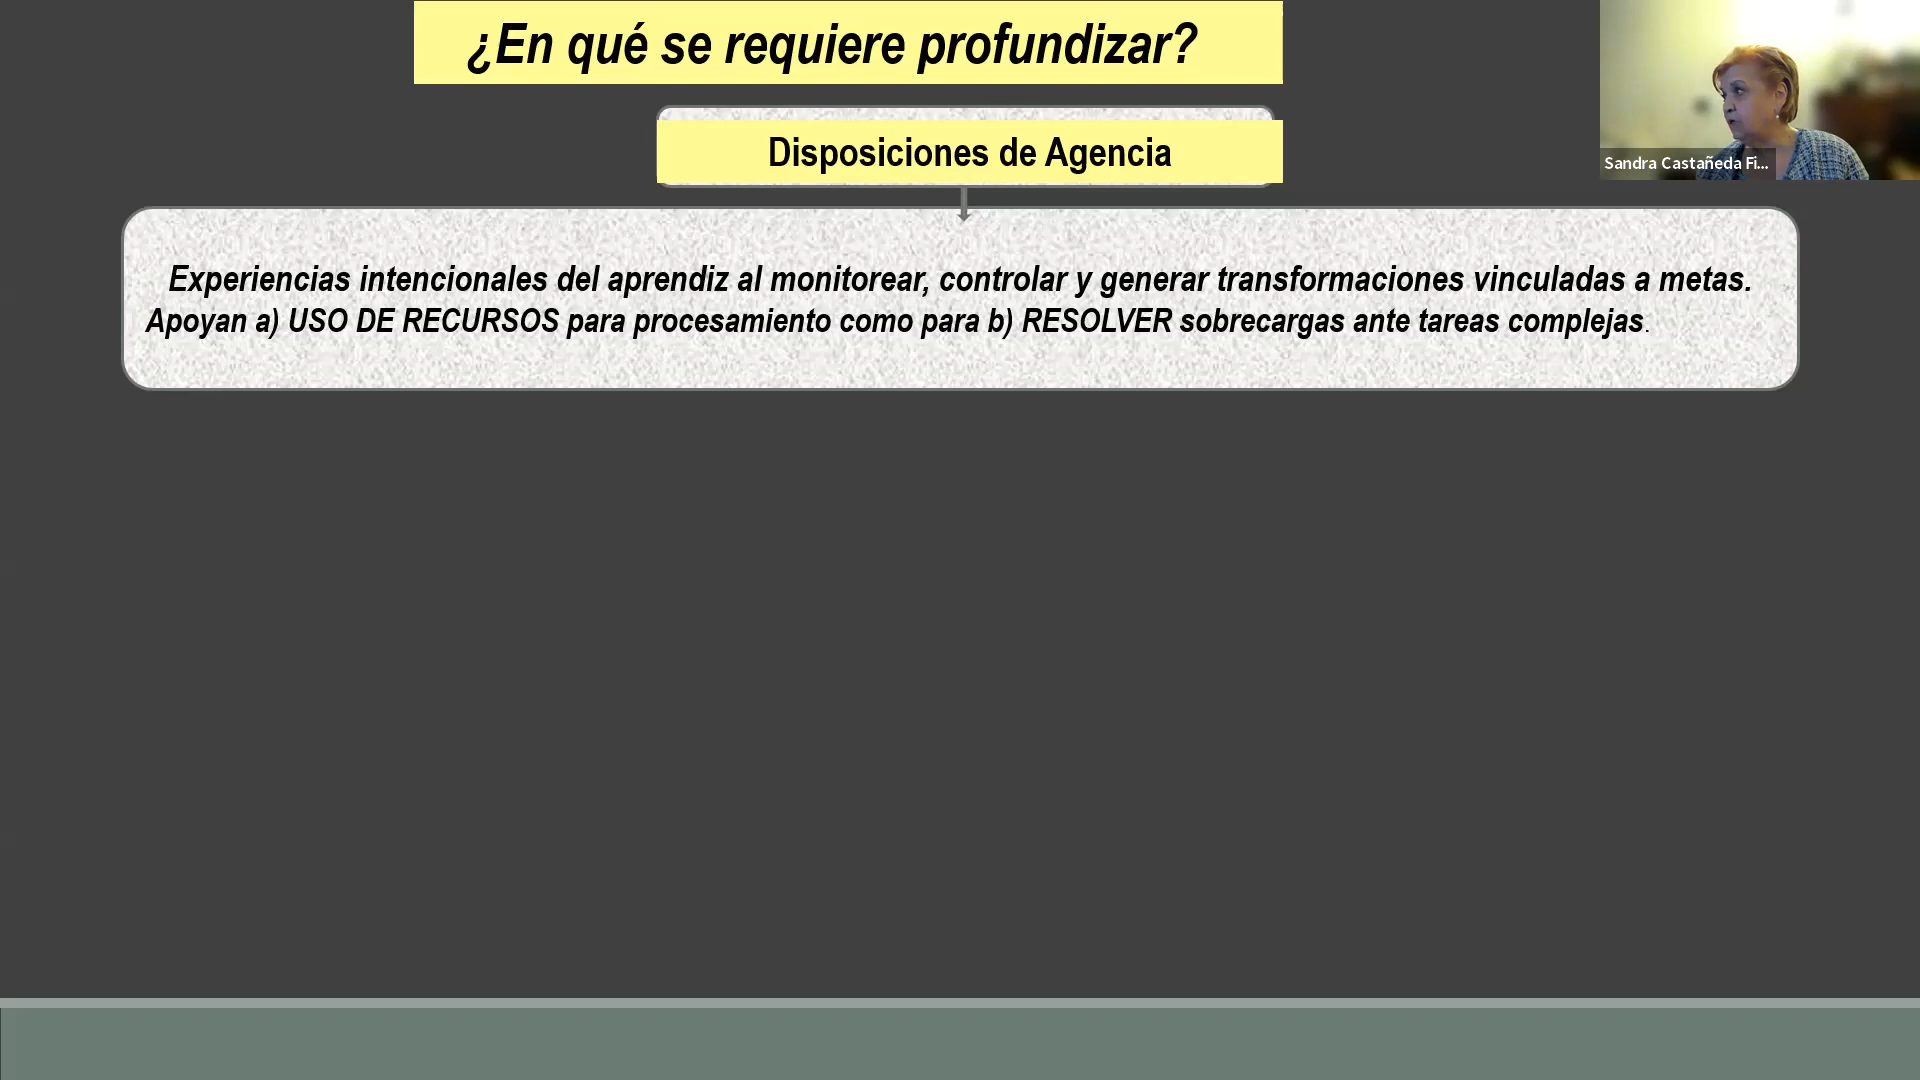 ¿En qué se requiere profundizar?
Disposiciones de Agencia
Sandra Castañeda Fi...
Experiencias intencionales del aprendiz al monitorear, controlar y generar transformaciones vinculadas a metas.
Apoyan a) USO DE RECURSOS para procesamiento como para b) RESOLVER sobrecargas ante tareas complejas.